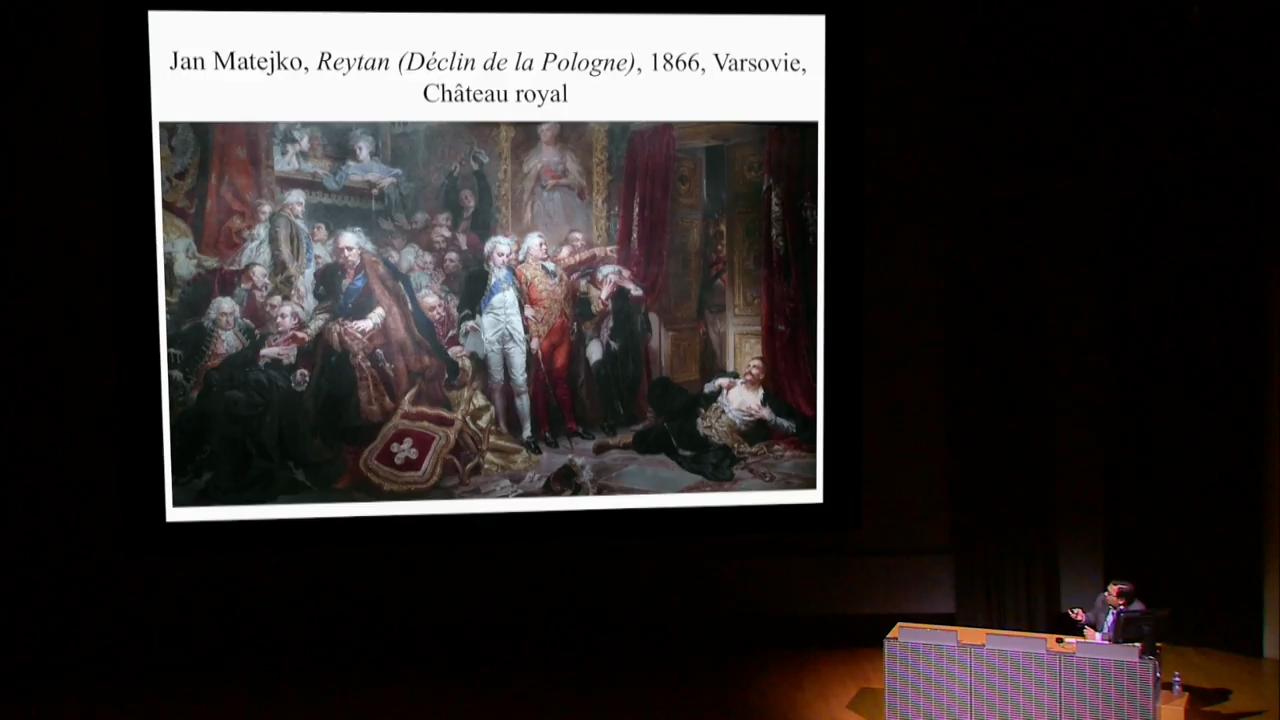 Jan Matejko, Reytan (Déclin de la Pologne), 1866, Varsovie,
Château royal